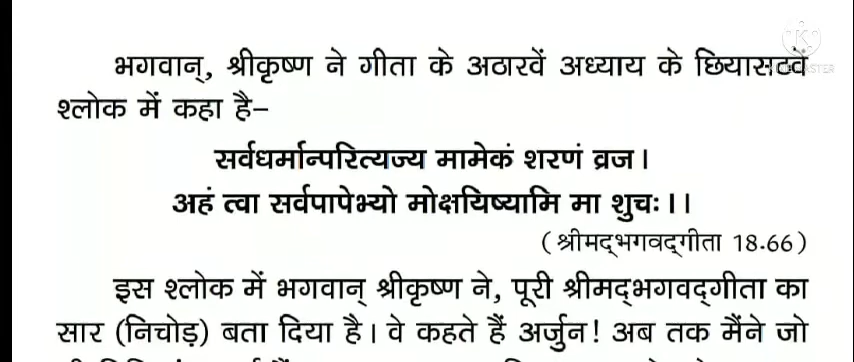 भगवान्, श्रीकृष्ण ने गीता के अठारवें अध्याय के छियासठवें
श्लोक में कहा है–
सर्वधर्मान्परित्यज्य मामेकं शरणं व्रज।
अहं त्वा सर्वपापेभ्यो मोक्षयिष्यामि मा शुचः।।
(श्रीमद्भगवद्गीता 18.66)
इस श्लोक में भगवान् श्रीकृष्ण ने, पूरी श्रीमद्भगवद्गीता का
सार (निचोड़) बता दिया है। वे कहते हैं अर्जुन! अब तक मैंने जो